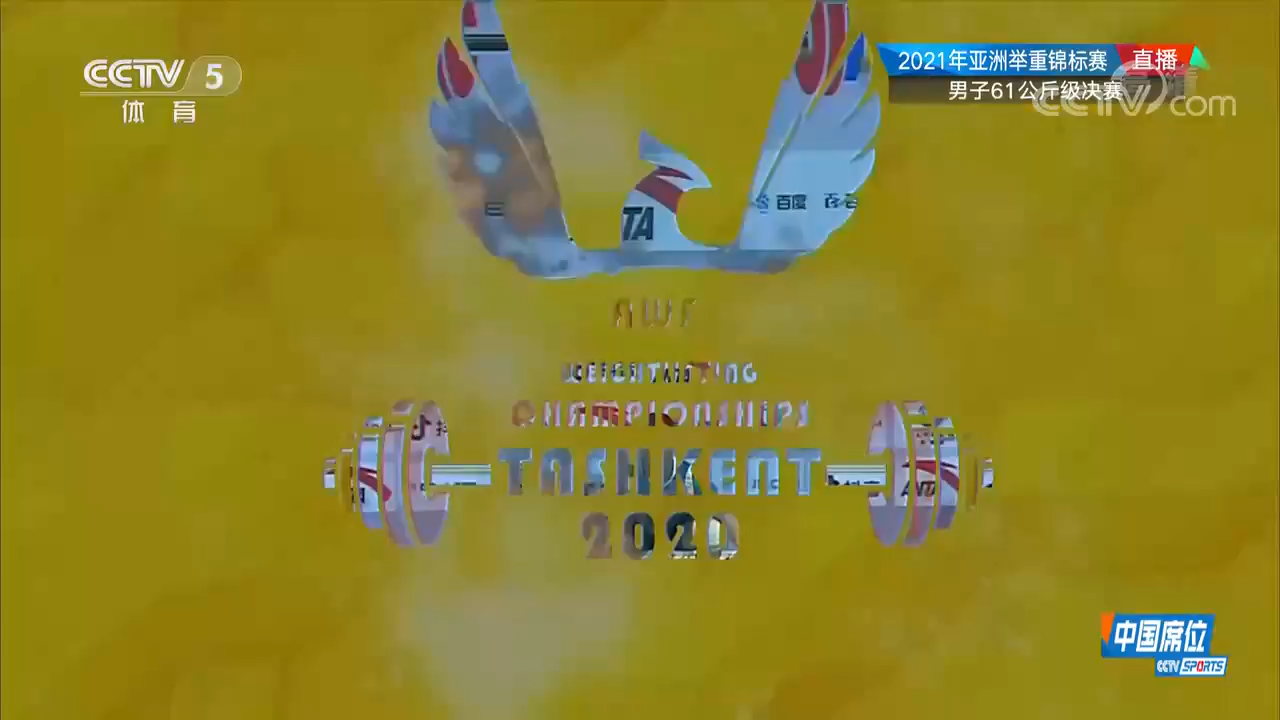 CCTV 5
体育
2021年亚洲举重锦标赛 直播
男子61公斤级决赛
CCTV.com
TA
百度
AWF
WEIGHTLIFTING
CHAMPIONSHIPS
TASHKENT
2020
中国席位
CCTV SPORTS